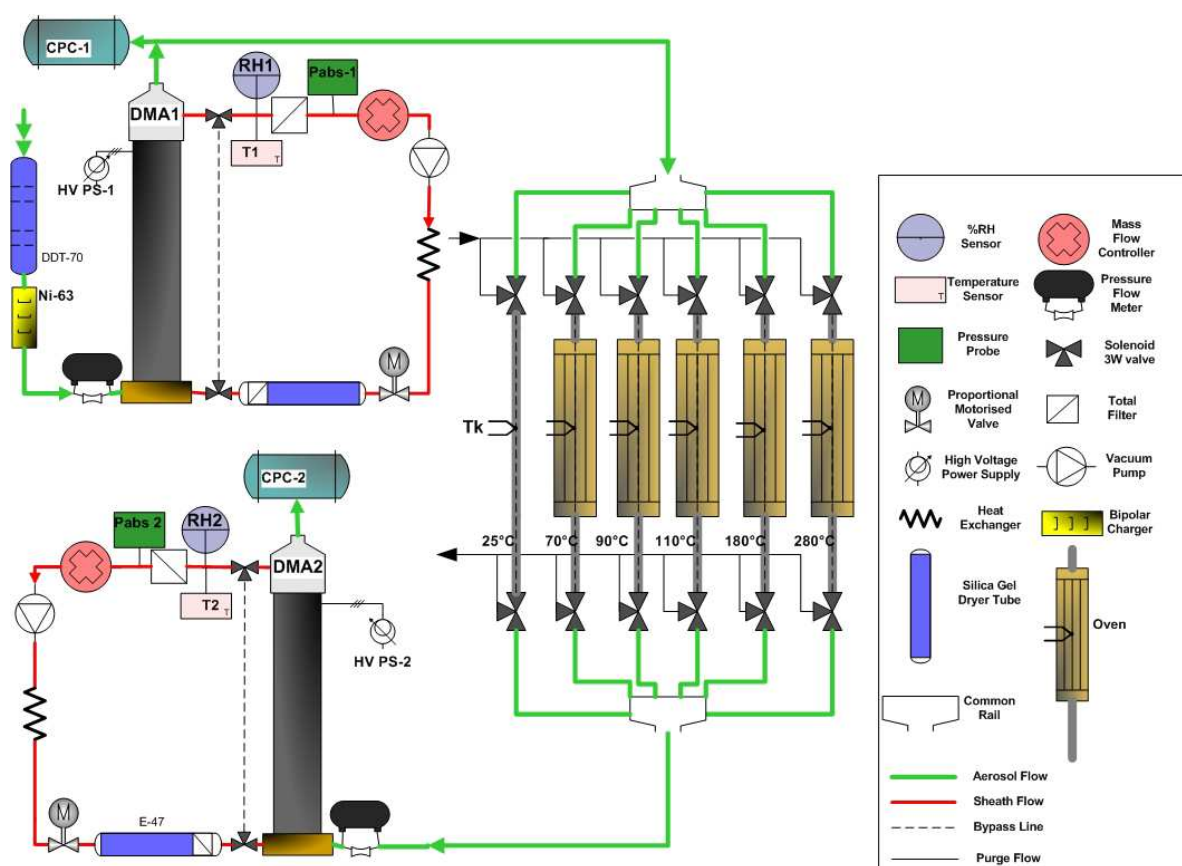 CPC-1
RH1
Pabs-1
DMA1
T1
T
HV PS-1
DDT-70
Ni-63
M
Tk
CPC-2
Pabs 2
RH2
25°C
70°C
90°C
110°C
180°C
280°C
DMA2
T2
T
HV PS-2
M
E-47
%RH
Sensor
Mass
Flow
Controller
T
Temperature
Sensor
Pressure
Flow
Meter
Pressure
Probe
Solenoid
3W valve
M
Proportional
Motorised
Valve
Total
Filter
High Voltage
Power Supply
Vacuum
Pump
Heat
Exchanger
Bipolar
Charger
Silica Gel
Dryer Tube
Oven
Common
Rail
Aerosol Flow
Sheath Flow
Bypass Line
Purge Flow